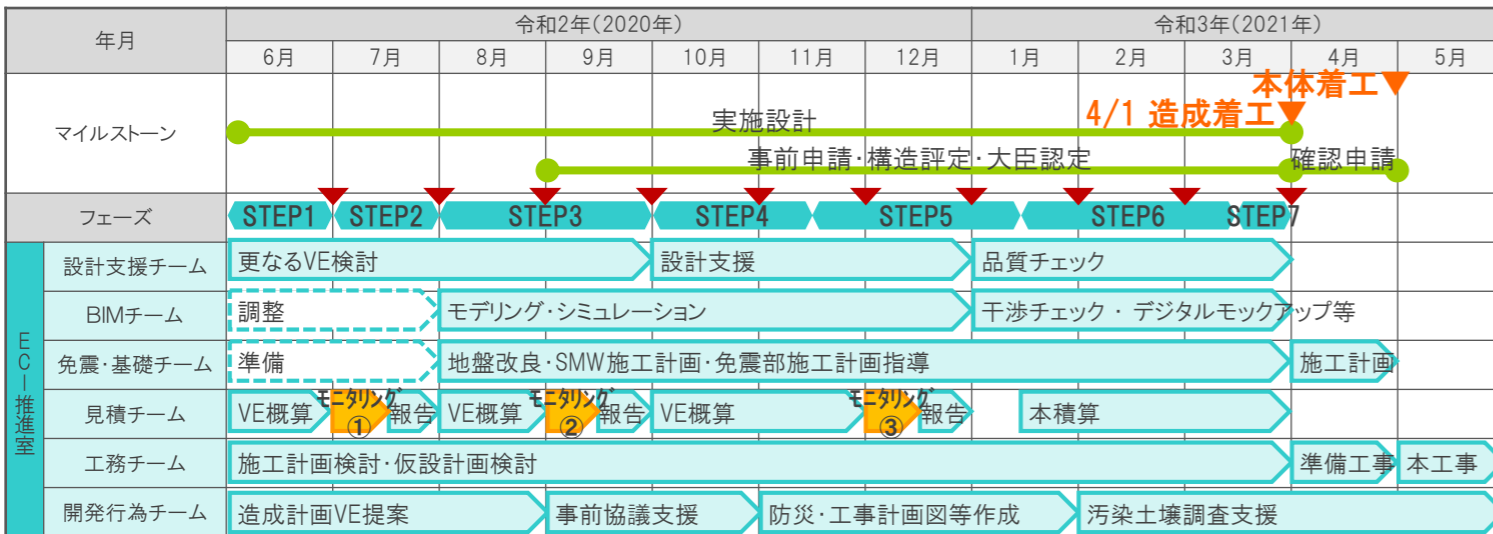 年月
令和2年(2020年)
令和3年(2021年)
6月 7月 8月 9月 10月 11月 12月 1月 2月 3月 4月 5月
マイルストーン
本体着工▼
実施設計
4/1 造成着工▼
事前申請・構造評定・大臣認定
確認申請
フェーズ
STEP1 STEP2 STEP3 STEP4 STEP5 STEP6 STEP7
ECI推進室
設計支援チーム 更なるVE検討 設計支援 品質チェック
BIMチーム 調整 モデリング・シミュレーション 干渉チェック ・ デジタルモックアップ等
免震・基礎チーム 準備 地盤改良・SMW施工計画・免震部施工計画指導 施工計画
見積チーム VE概算 モニタリング① 報告 VE概算 モニタリング② 報告 VE概算 モニタリング③ 報告 本積算
工務チーム 施工計画検討・仮設計画検討 準備工事 本工事
開発行為チーム 造成計画VE提案 事前協議支援 防災・工事計画図等作成 汚染土壌調査支援